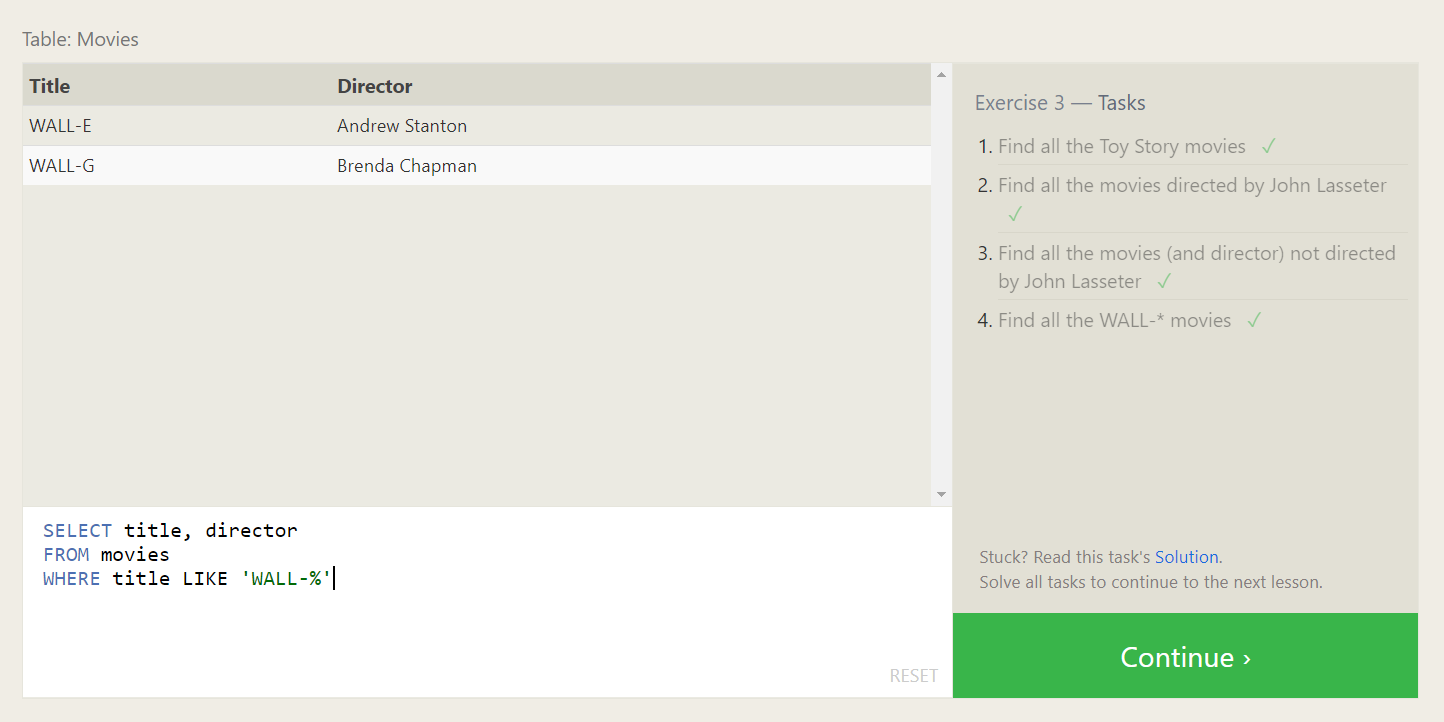 Table: Movies
Title Director
WALL-E Andrew Stanton
WALL-G Brenda Chapman
SELECT title, director
FROM movies
WHERE title LIKE 'WALL-%'
RESET
Exercise 3 — Tasks
1. Find all the Toy Story movies ✓
2. Find all the movies directed by John Lasseter
✓
3. Find all the movies (and director) not directed
by John Lasseter ✓
4. Find all the WALL-* movies ✓
Stuck? Read this task's Solution.
Solve all tasks to continue to the next lesson.
Continue ›